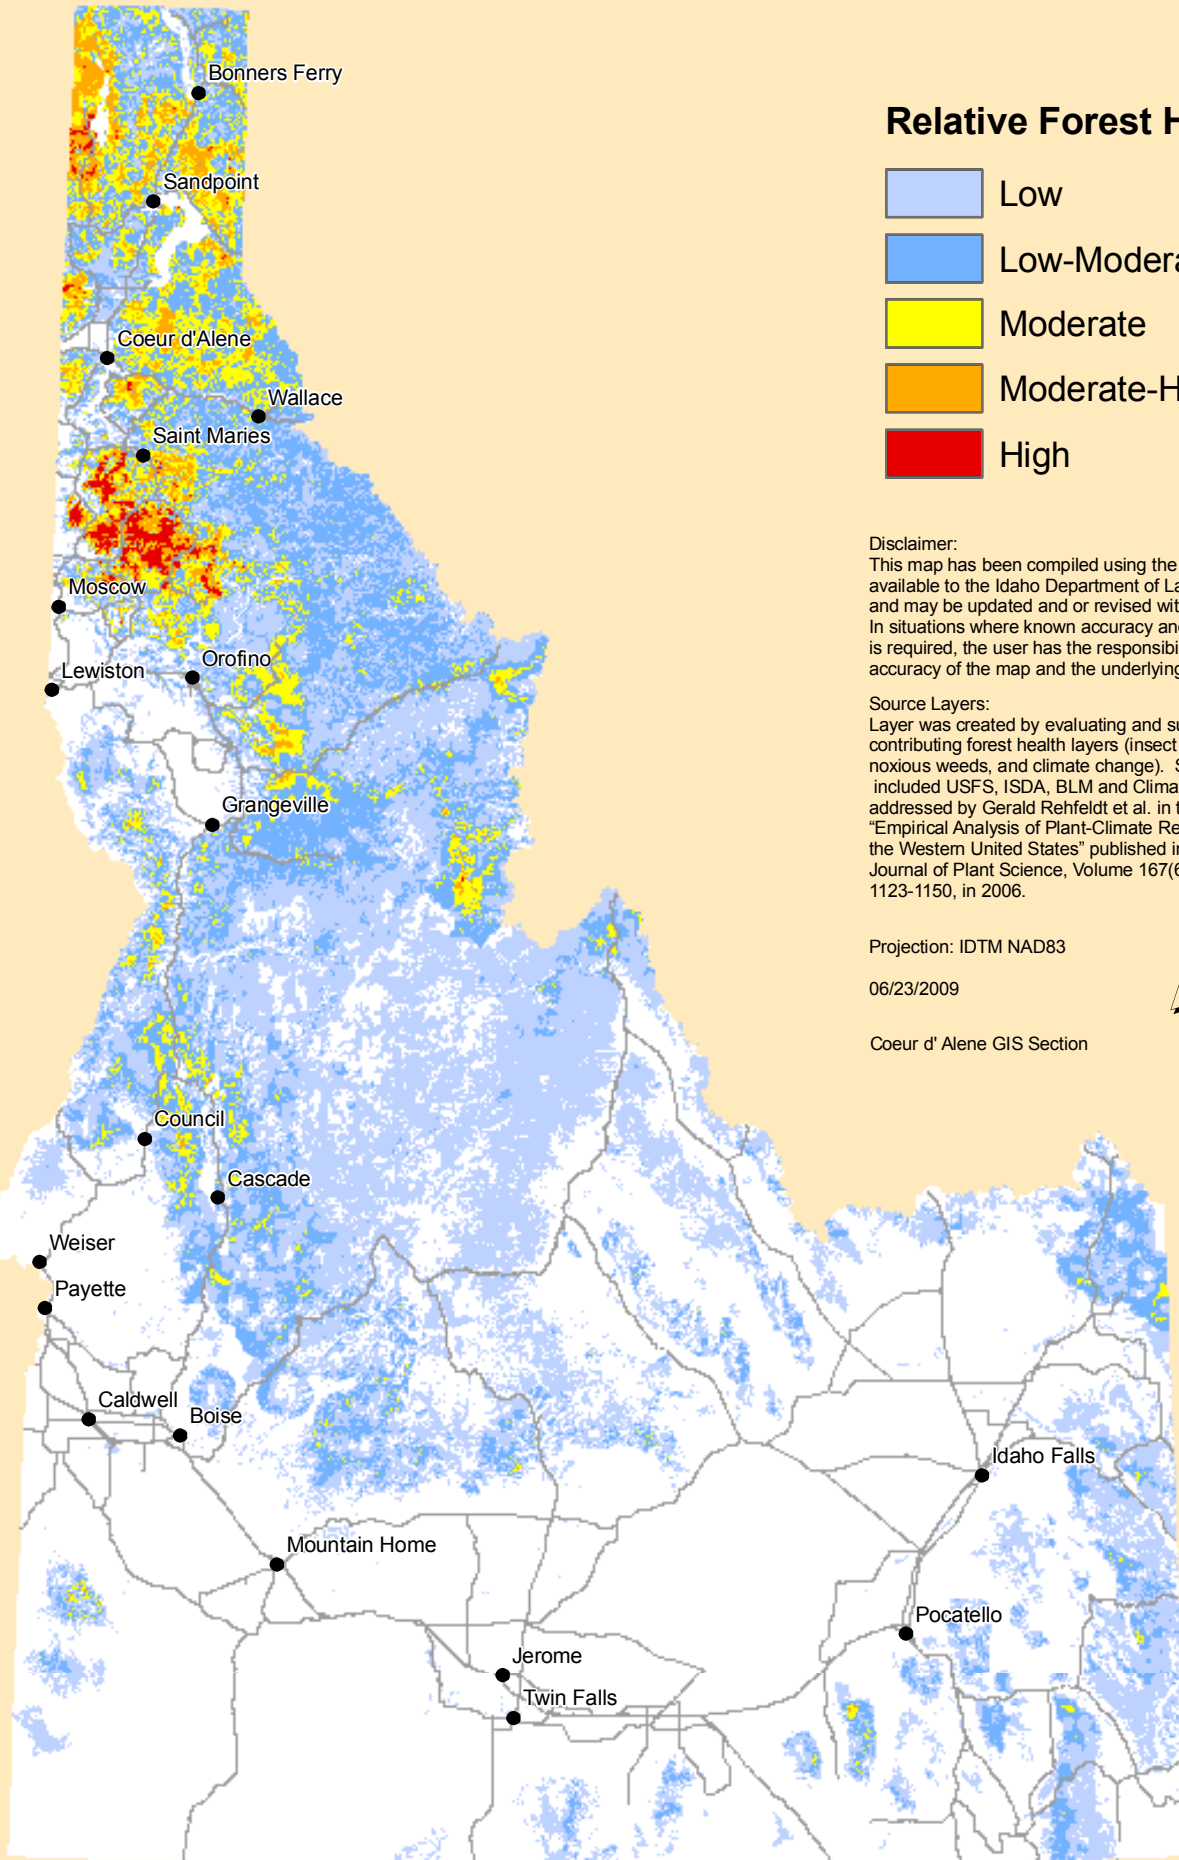 Bonners Ferry
Sandpoint
Coeur d'Alene
Wallace
Saint Maries
Moscow
Orofino
Lewiston
Grangeville
Council
Cascade
Weiser
Payette
Caldwell
Boise
Idaho Falls
Mountain Home
Pocatello
Jerome
Twin Falls
Relative Forest
Low
Low-Modera
Moderate
Moderate-H
High
Disclaimer:
This map has been compiled using the
available to the Idaho Department of La
and may be updated and or revised wit
In situations where known accuracy an
is required, the user has the responsibi
accuracy of the map and the underlying
Source Layers:
Layer was created by evaluating and su
contributing forest health layers (insect
noxious weeds, and climate change). S
included USFS, ISDA, BLM and Clima
addressed by Gerald Rehfeldt et al. in t
“Empirical Analysis of Plant-Climate Re
the Western United States” published i
Journal of Plant Science, Volume 167(6
1123-1150, in 2006.
Projection: IDTM NAD83
06/23/2009
Coeur d' Alene GIS Section